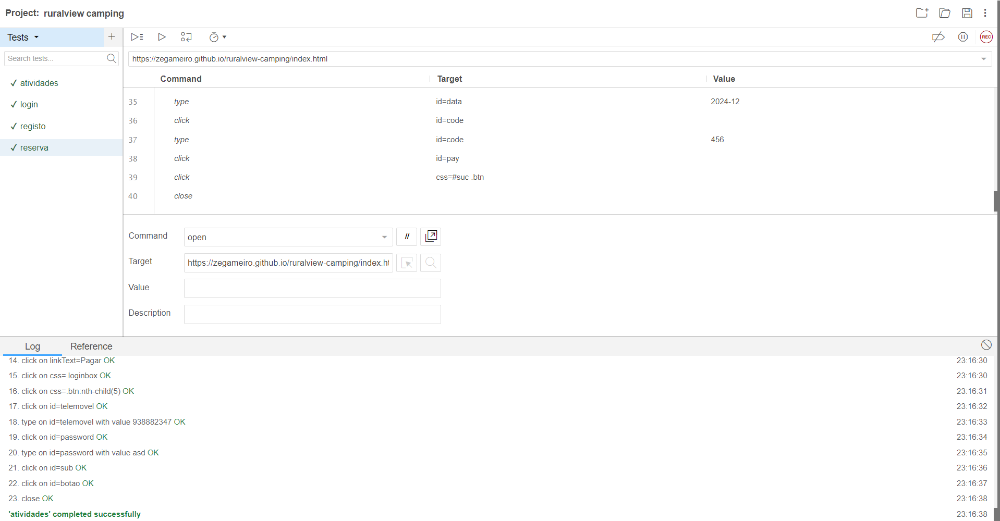 Project: ruralview camping
Tests
Search tests...
✓ atividades
✓ login
✓ registo
✓ reserva
REC
https://zegameiro.github.io/ruralview-camping/index.html
Command Target Value
35 type id=data 2024-12
36 click id=code
37 type id=code 456
38 click id=pay
39 click css=#suc .btn
40 close
Command open //
Target https://zegameiro.github.io/ruralview-camping/index.ht
Value
Description
Log Reference
14. click on linkText=Pagar OK 23:16:30
15. click on css=.loginbox OK 23:16:30
16. click on css=.btn:nth-child(5) OK 23:16:31
17. click on id=telemovel OK 23:16:32
18. type on id=telemovel with value 938882347 OK 23:16:33
19. click on id=password OK 23:16:34
20. type on id=password with value asd OK 23:16:35
21. click on id=sub OK 23:16:36
22. click on id=botao OK 23:16:37
23. close OK 23:16:38
'atividades' completed successfully 23:16:38